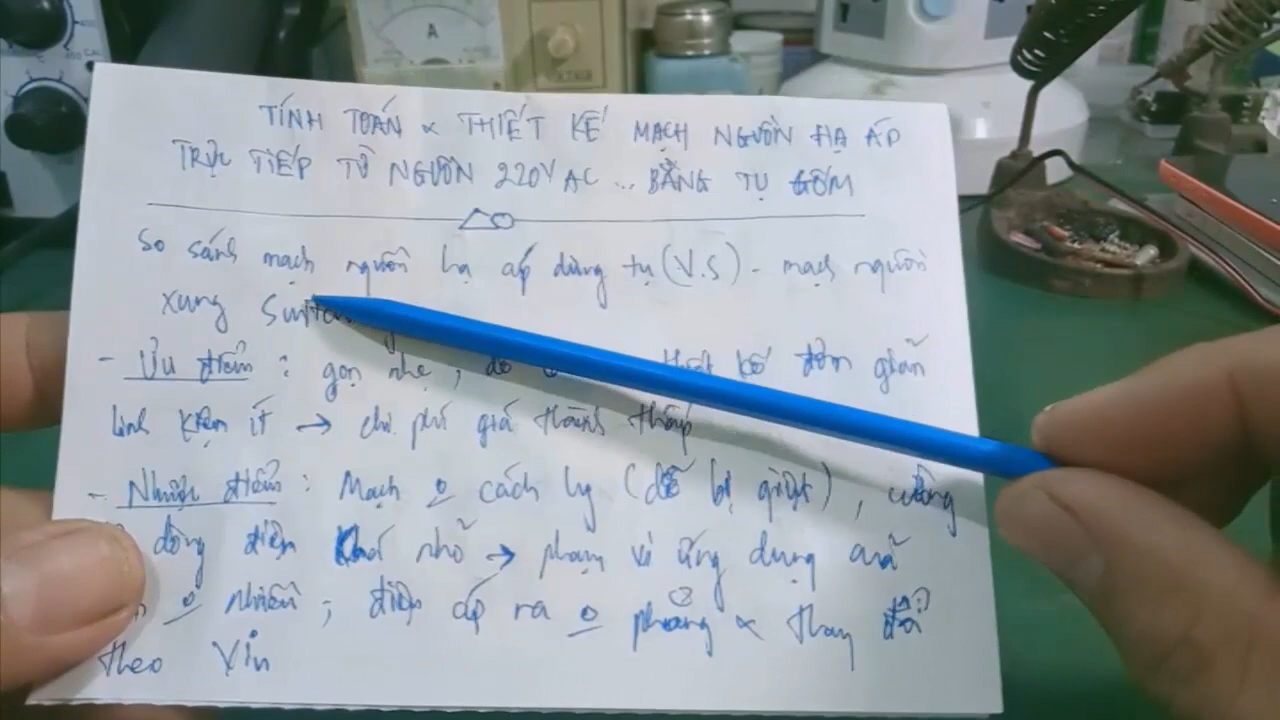 A
TÍNH TOÁN & THIẾT KẾ MẠCH NGUỒN HẠ ÁP
TRỰC TIẾP TỪ NGUỒN 220V AC... BẰNG TỤ GỐM
So sánh mạch nguồn hạ áp dùng tụ (V.S) - mạch nguồn
xung
- Ưu điểm : gọn nhẹ ; thiết kế đơn giản
linh kiện ít → chi phí giá thành thấp
- Nhược điểm : Mạch o cách ly (dễ bị giật), cường
dòng điện khá nhỏ → phạm vi ứng dụng của
o nhiều ; điện áp ra o phẳng & thay đổi
theo Vin